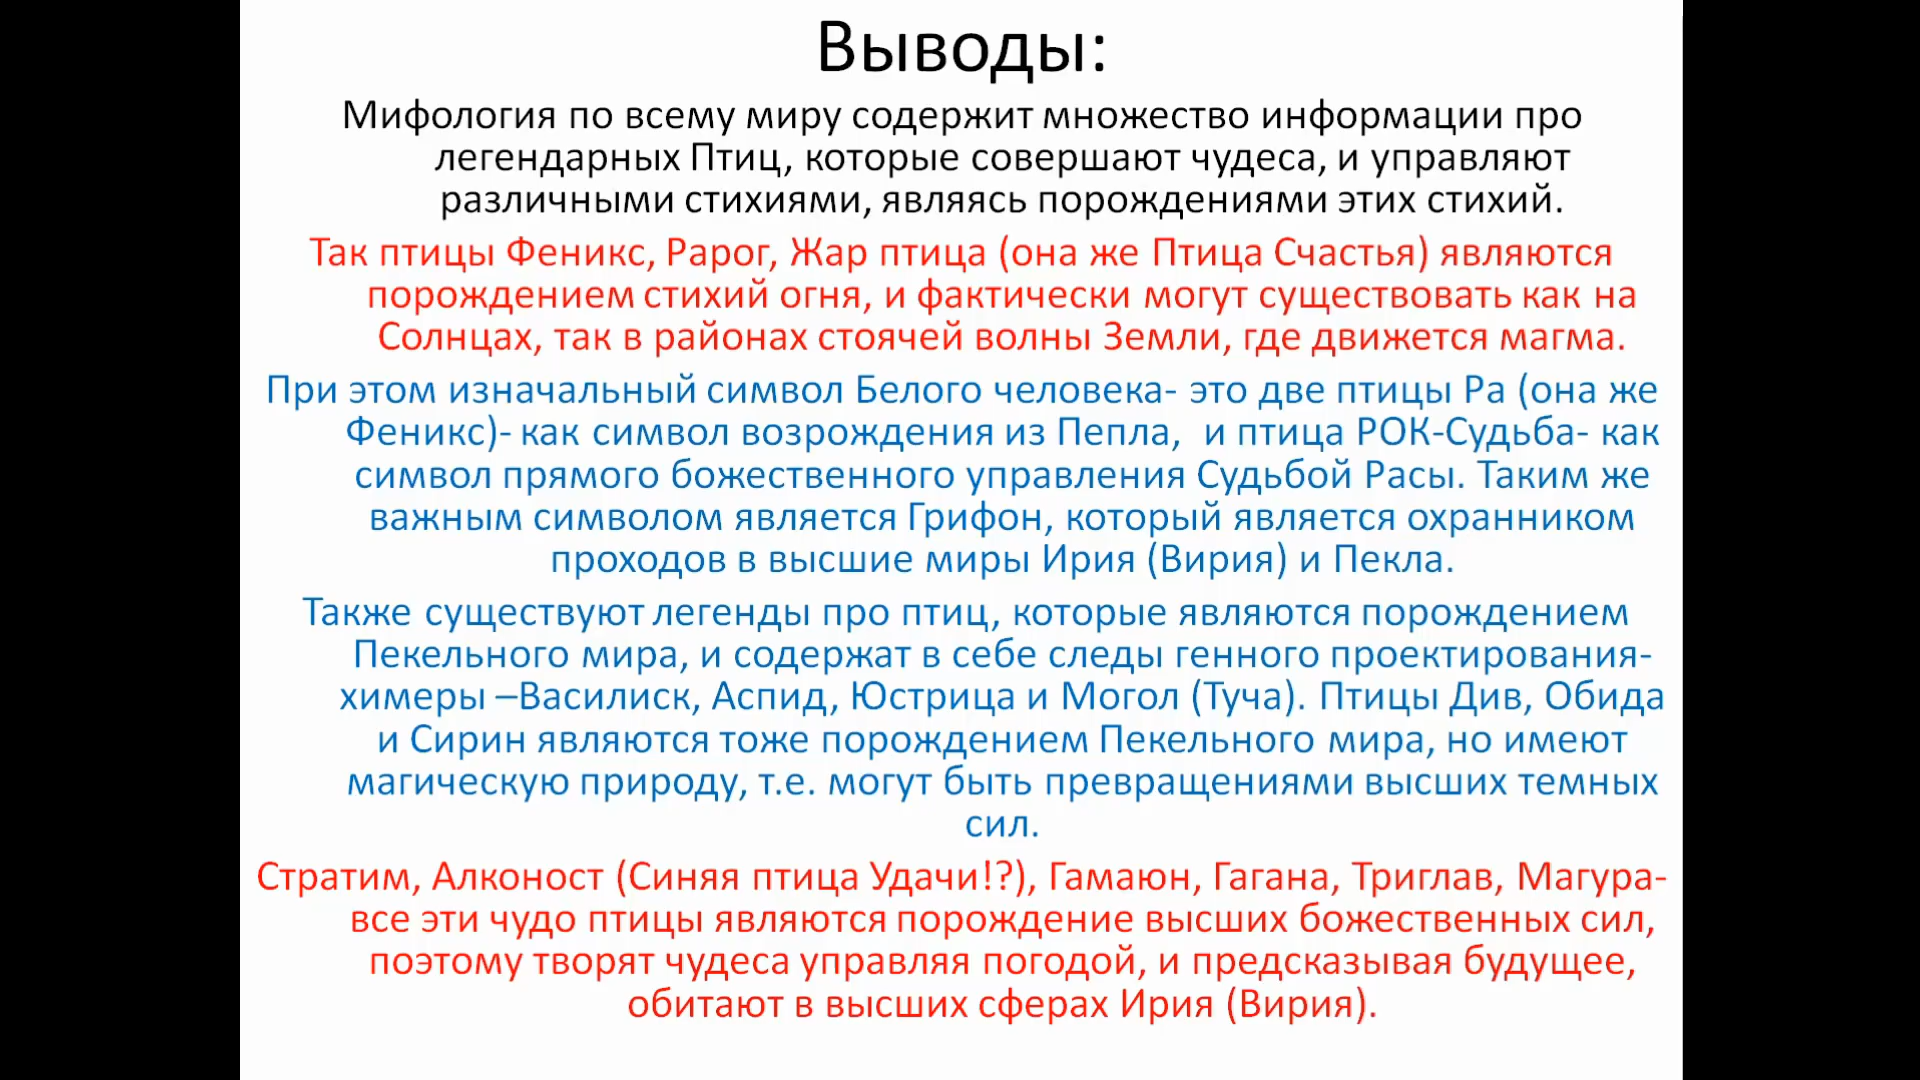 Выводы:
Мифология по всему миру содержит множество информации про
легендарных Птиц, которые совершают чудеса, и управляют
различными стихиями, являясь порождениями этих стихий.
Так птицы Феникс, Рарог, Жар птица (она же Птица Счастья) являются
порождением стихий огня, и фактически могут существовать как на
Солнцах, так в районах стоячей волны Земли, где движется магма.
При этом изначальный символ Белого человека- это две птицы Ра (она же
Феникс)- как символ возрождения из Пепла,  и птица РОК-Судьба- как
символ прямого божественного управления Судьбой Расы. Таким же
важным символом является Грифон, который является охранником
проходов в высшие миры Ирия (Вирия) и Пекла.
Также существуют легенды про птиц, которые являются порождением
Пекельного мира, и содержат в себе следы генного проектирования-
химеры –Василиск, Аспид, Юстрица и Могол (Туча). Птицы Див, Обида
и Сирин являются тоже порождением Пекельного мира, но имеют
магическую природу, т.е. могут быть превращениями высших темных
сил.
Стратим, Алконост (Синяя птица Удачи!?), Гамаюн, Гагана, Триглав, Магура-
все эти чудо птицы являются порождение высших божественных сил,
поэтому творят чудеса управляя погодой, и предсказывая будущее,
обитают в высших сферах Ирия (Вирия).